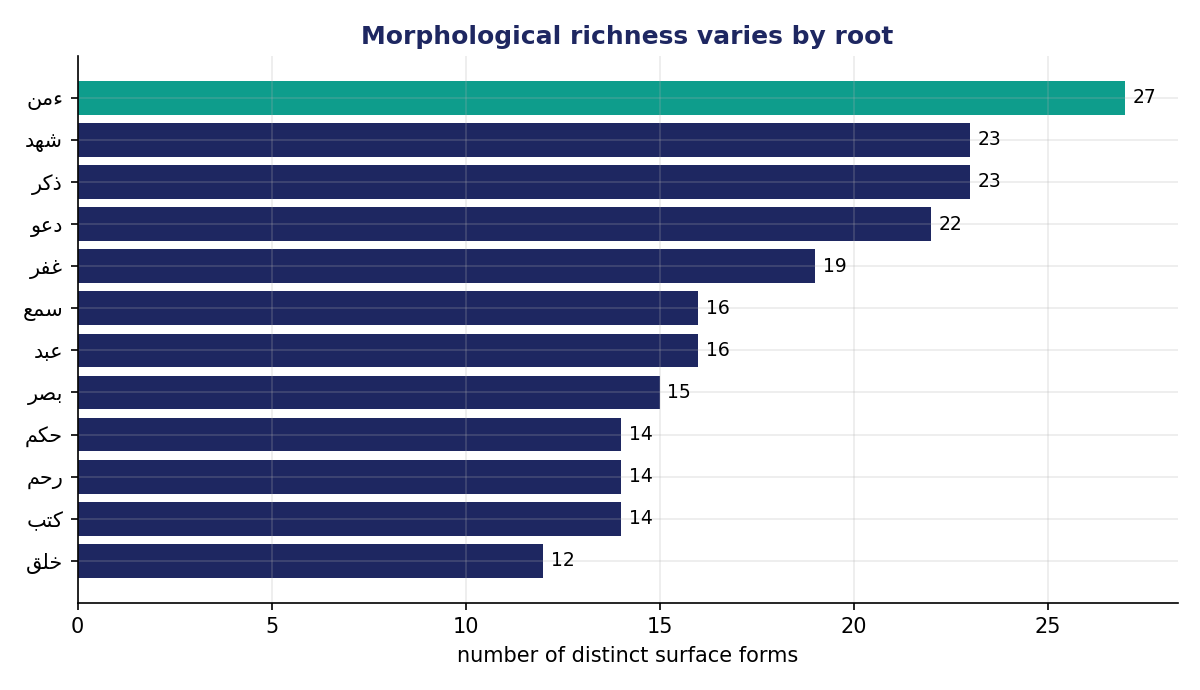 Morphological richness varies by root
ءمن 27
شهد 23
ذكر 23
دعو 22
غفر 19
سمع 16
عبد 16
بصر 15
حكم 14
رحم 14
كتب 14
خلق 12
0 5 10 15 20 25
number of distinct surface forms